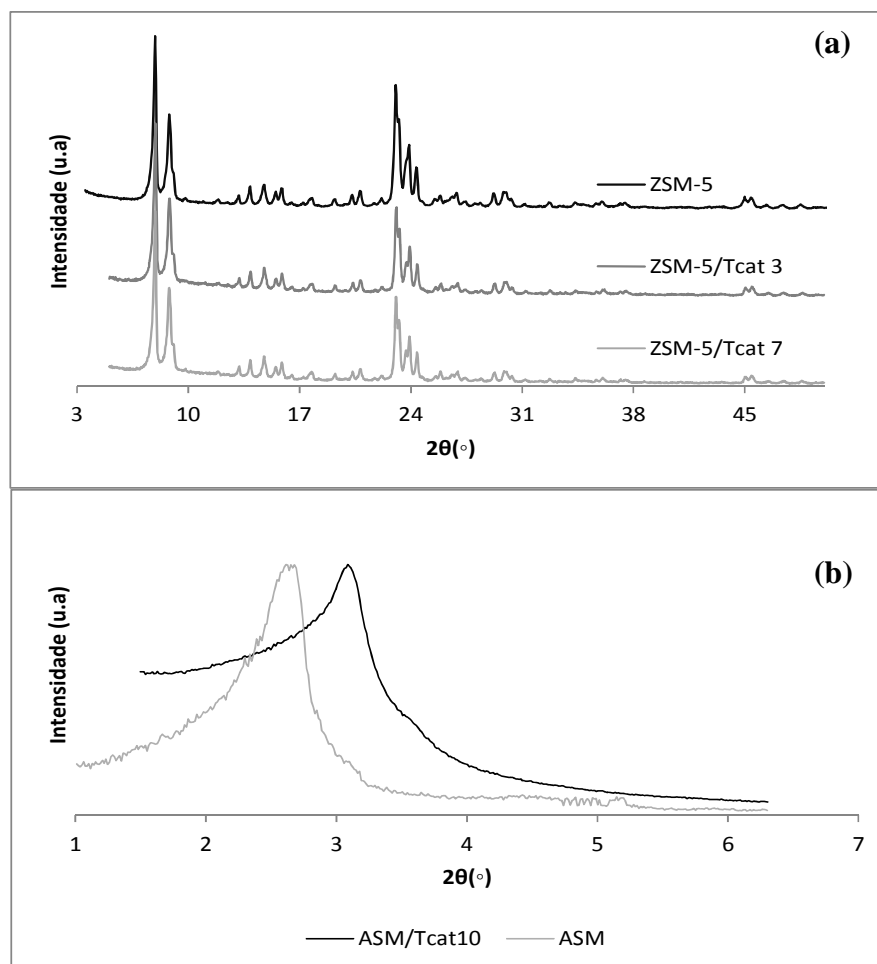 (a)
Intensidade (u.a)
ZSM-5
ZSM-5/Tcat 3
ZSM-5/Tcat 7
3 10 17 24 31 38 45
2θ(◦)
(b)
Intensidade (u.a)
1 2 3 4 5 6 7
2θ(◦)
ASM/Tcat10 ASM